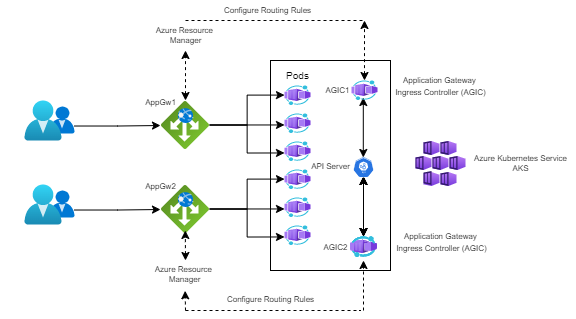 Configure Routing Rules
Azure Resource
Manager
Pods
AppGw1
AGIC1
Application Gateway
Ingress Controller (AGIC)
API Server
Azure Kubernetes Service
AKS
AppGw2
AGIC2
Application Gateway
Ingress Controller (AGIC)
Azure Resource
Manager
Configure Routing Rules